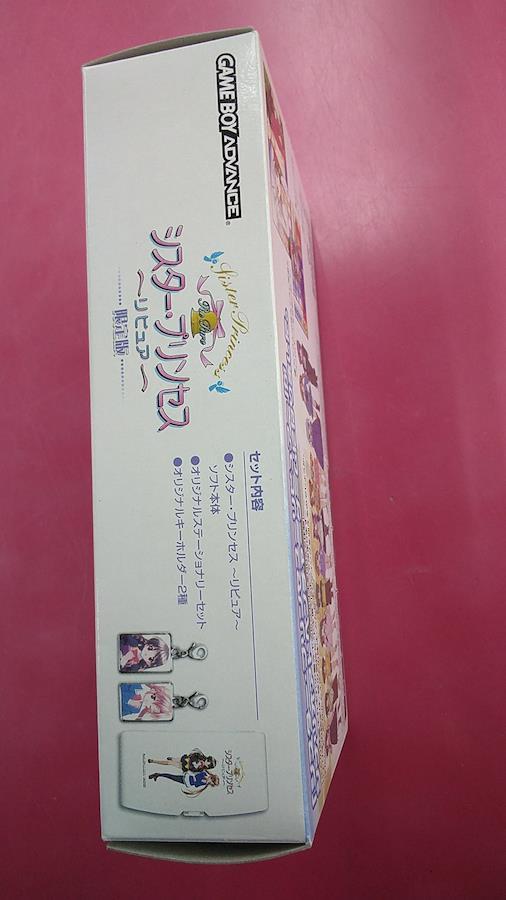 GAME BOY ADVANCE
Sister Princess
Re Pure
シスター・プリンセス
～リピュア～
限定版
セット内容
●シスター・プリンセス ～リピュア～
ソフト本体
●オリジナルステーショナリーセット
●オリジナルキーホルダー2種
シスター・プリンセス